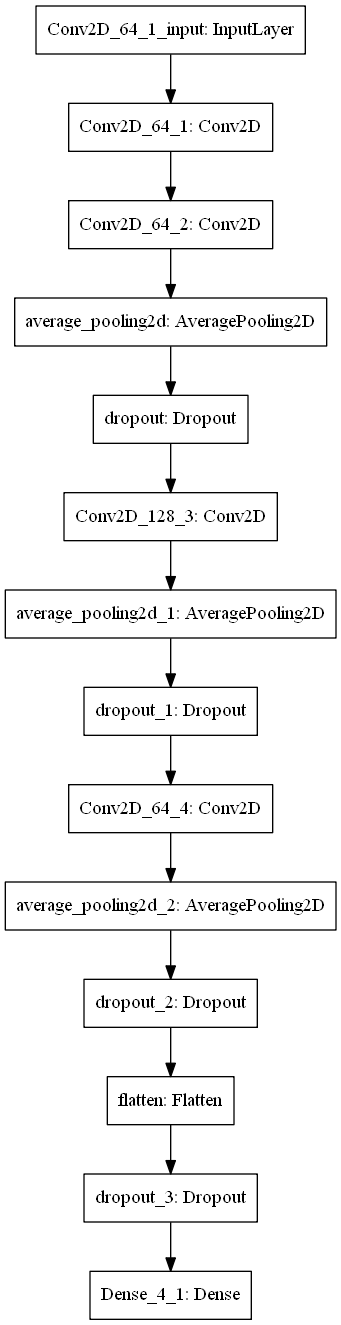 Conv2D_64_1_input: InputLayer
Conv2D_64_1: Conv2D
Conv2D_64_2: Conv2D
average_pooling2d: AveragePooling2D
dropout: Dropout
Conv2D_128_3: Conv2D
average_pooling2d_1: AveragePooling2D
dropout_1: Dropout
Conv2D_64_4: Conv2D
average_pooling2d_2: AveragePooling2D
dropout_2: Dropout
flatten: Flatten
dropout_3: Dropout
Dense_4_1: Dense